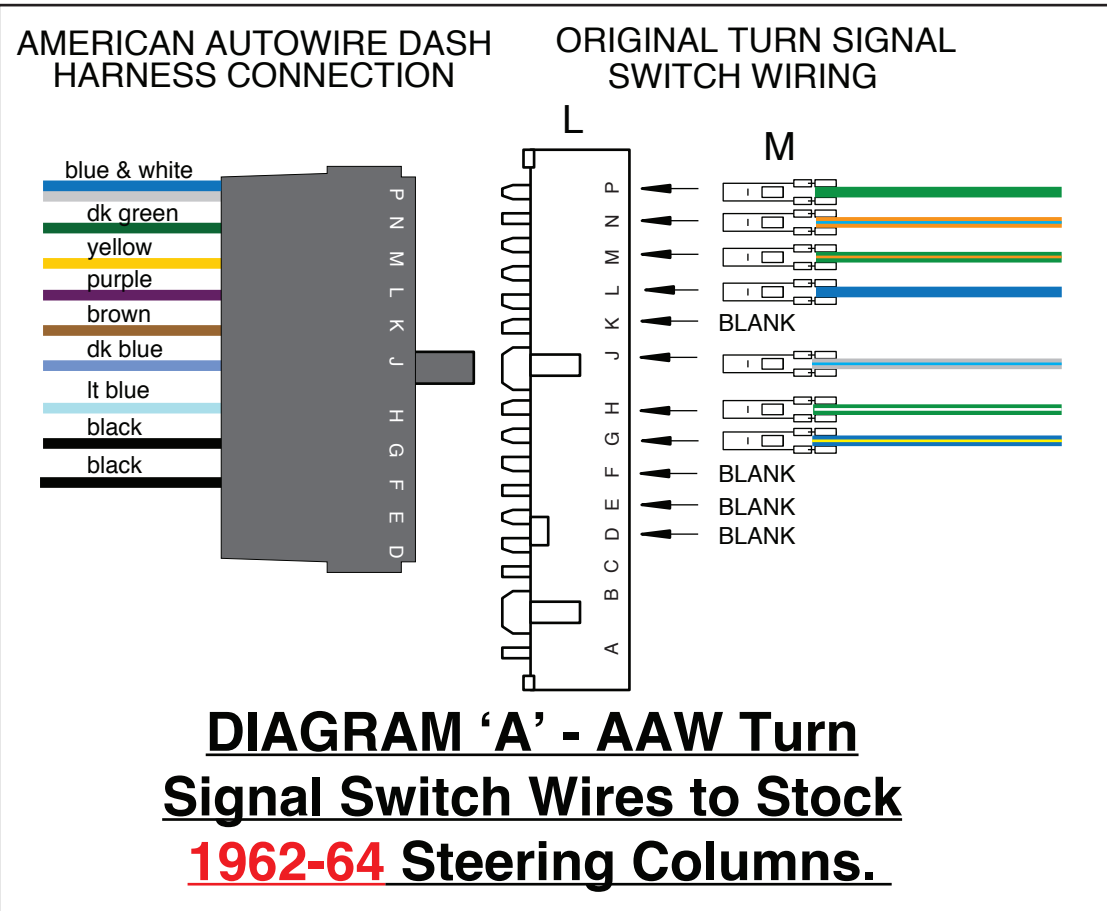 AMERICAN AUTOWIRE DASH
HARNESS CONNECTION
ORIGINAL TURN SIGNAL
SWITCH WIRING
L
M
blue & white
dk green
yellow
purple
brown
dk blue
lt blue
black
black
P
N
M
L
K
J
H
G
F
E
D
P
N
M
L
K
J
H
G
F
E
D
C
B
A
BLANK
BLANK
BLANK
BLANK
DIAGRAM ‘A’ - AAW Turn
Signal Switch Wires to Stock
1962-64 Steering Columns.